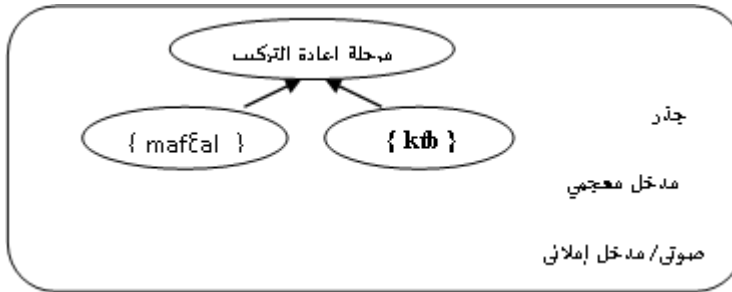 مرحلة اعادة التركيب
جذر
{ ktb }
{ mafƐal }
مدخل معجمي
صوتي/ مدخل إملائي